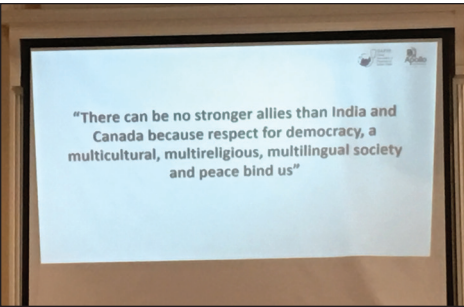 Apollo
"There can be no stronger allies than India and
Canada because respect for democracy, a
multicultural, multireligious, multilingual society
and peace bind us"